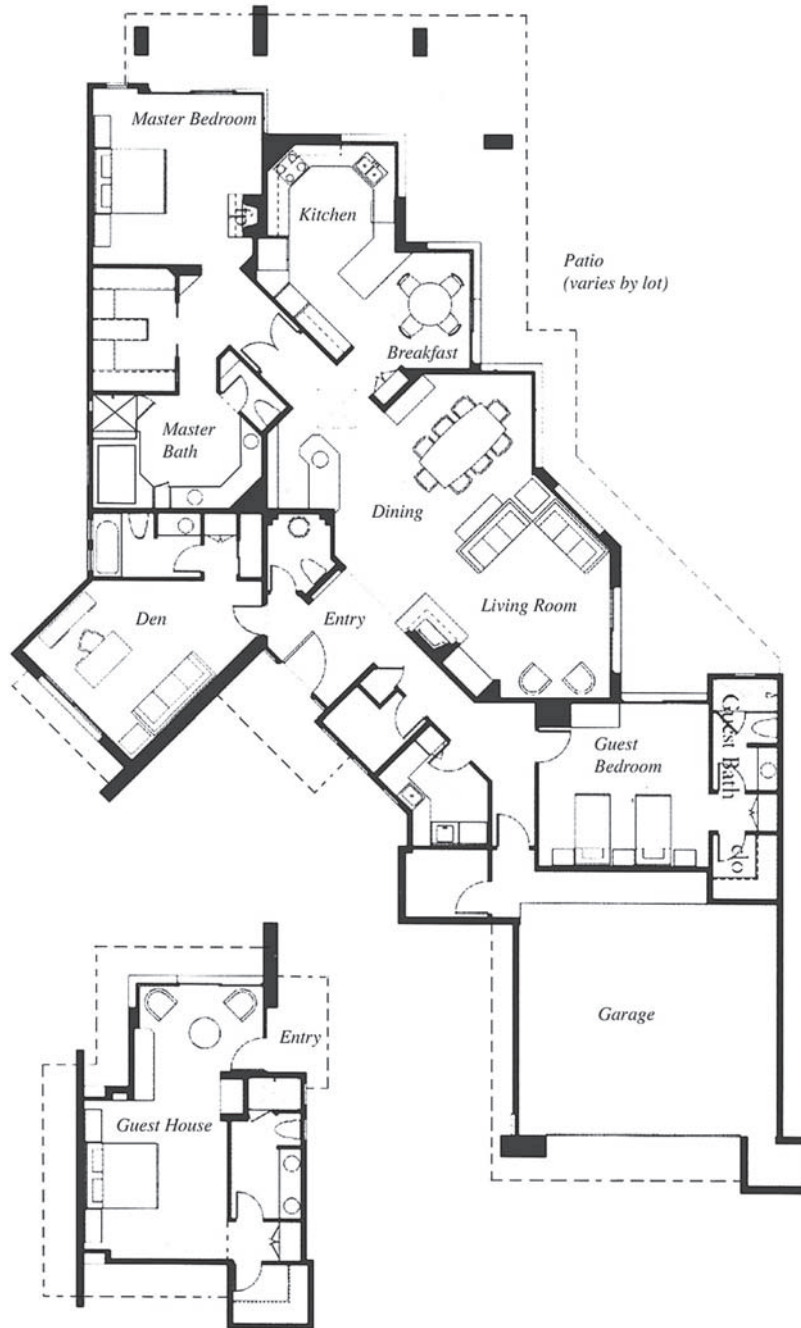 Master Bedroom
Kitchen
Patio
(varies by lot)
Breakfast
Master
Bath
Dining
Den
Entry
Living Room
Guest
Bedroom
Guest Bath
clo
Garage
Entry
Guest House